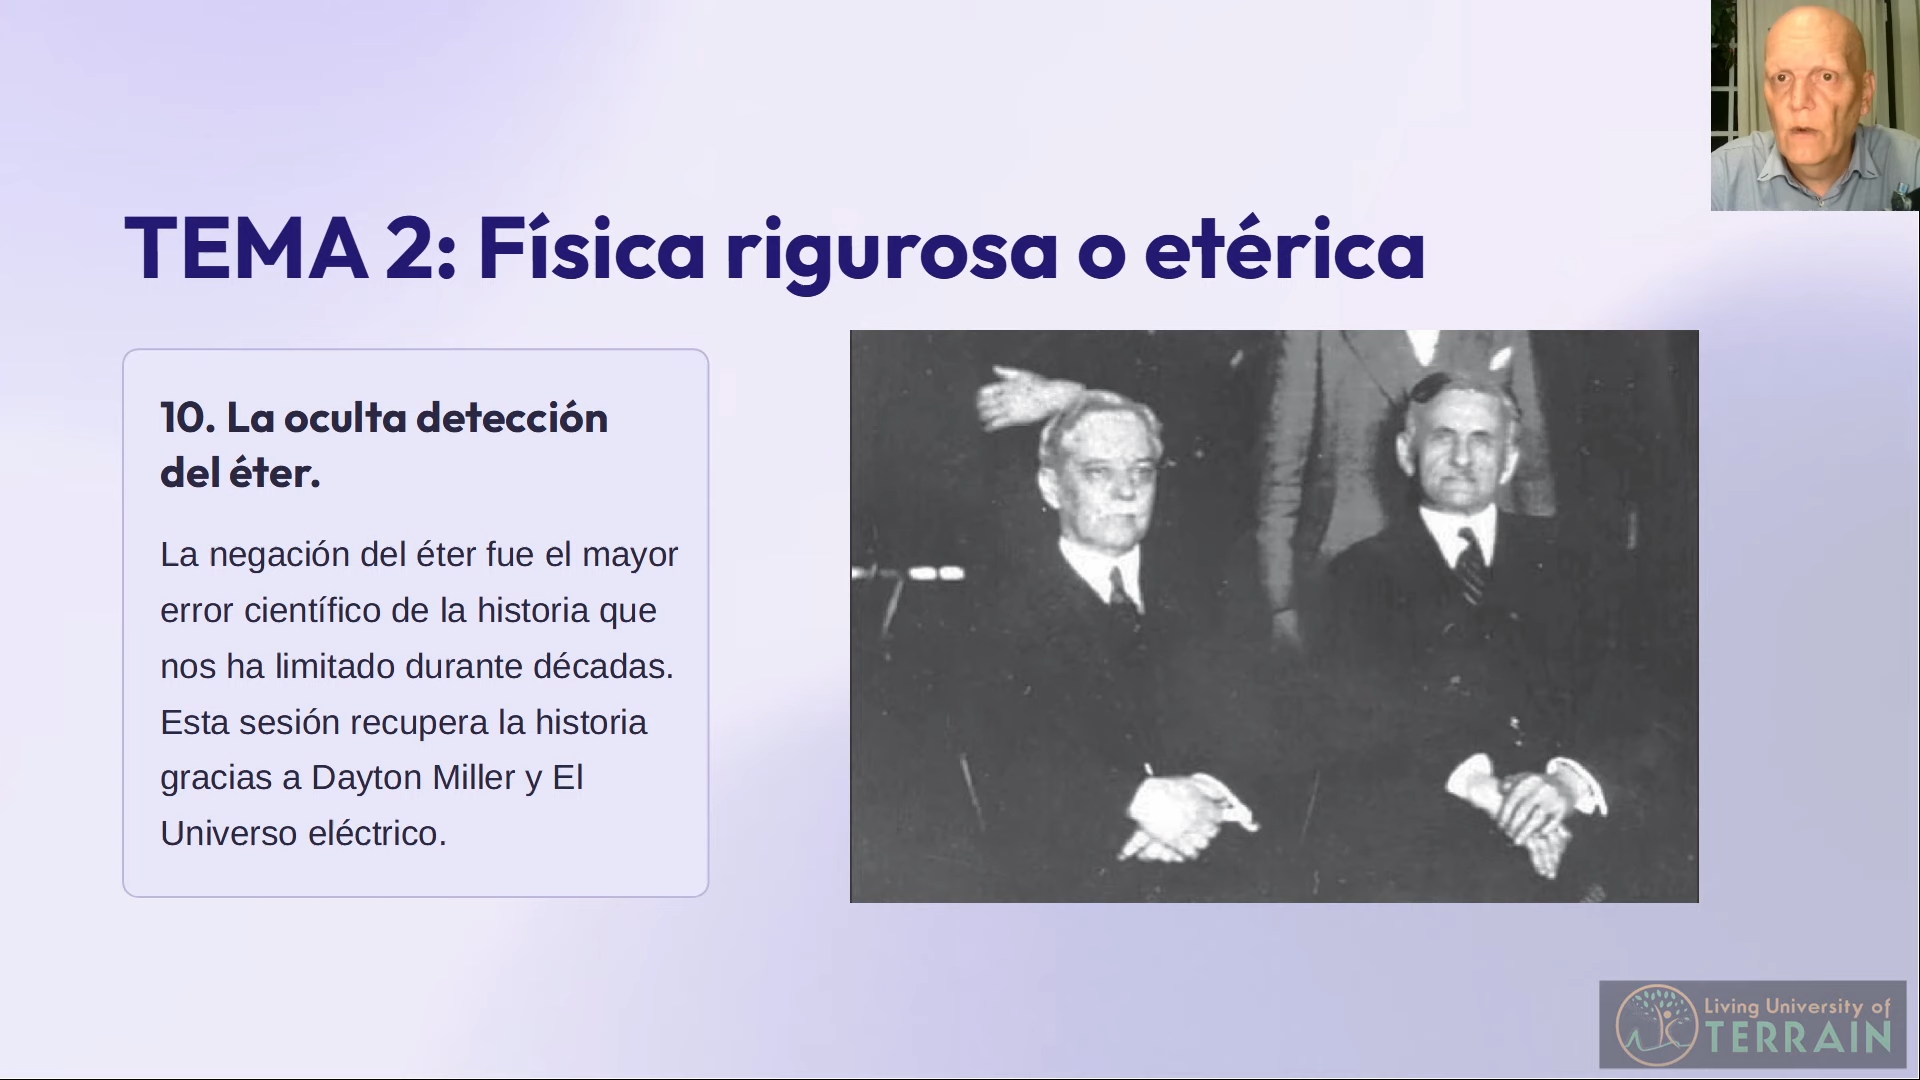 TEMA 2: Física rigurosa o etérica
10. La oculta detección
del éter.
La negación del éter fue el mayor
error científico de la historia que
nos ha limitado durante décadas.
Esta sesión recupera la historia
gracias a Dayton Miller y El
Universo eléctrico.
Living University of
TERRAIN